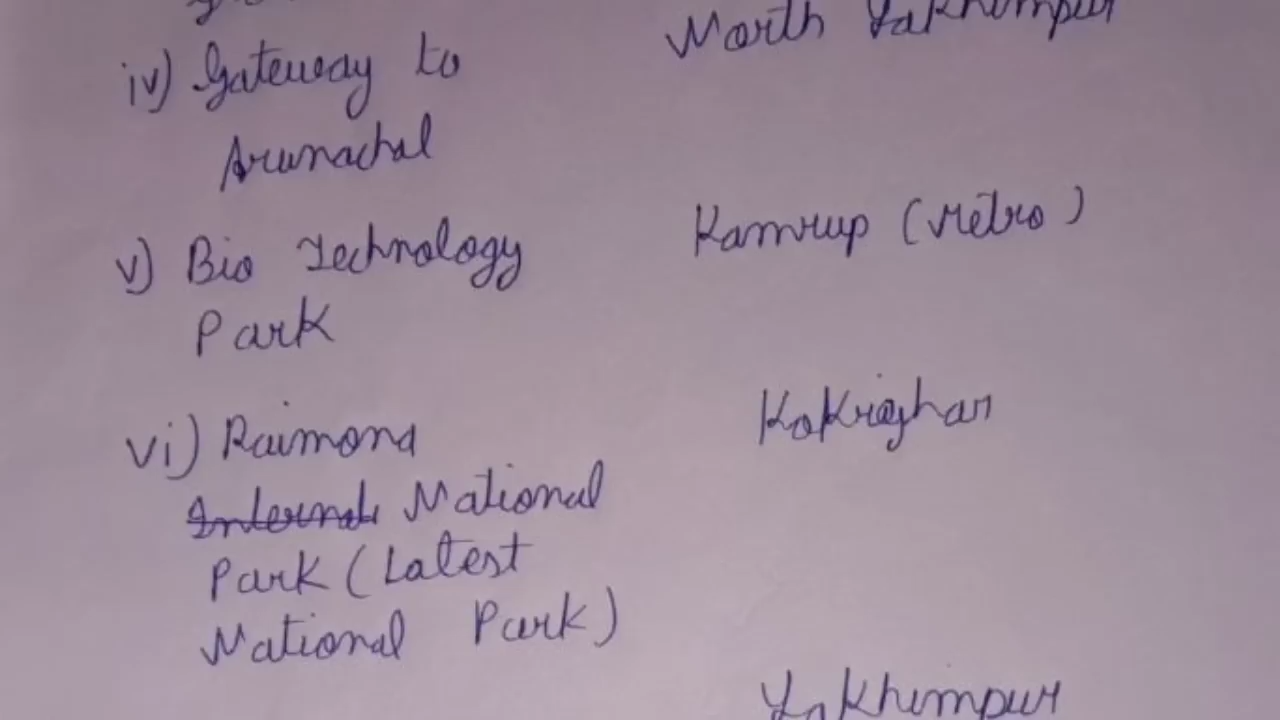 North Lakhimpur
iv) Gateway to
Arunachal
v) Bio Technology
Kamrup (Metro)
Park
vi) Raimona
Kokrajhar
National
Park (Latest
National Park)
Lakhimpur